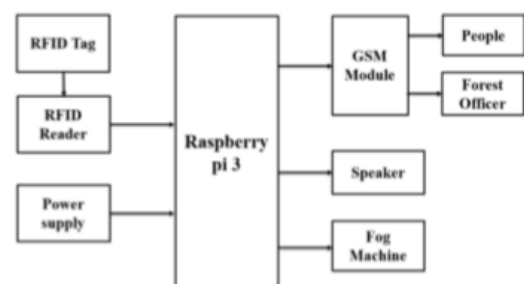 RFID Tag
RFID
Reader
Power
supply
Raspberry
pi 3
GSM
Module
People
Forest
Officer
Speaker
Fog
Machine